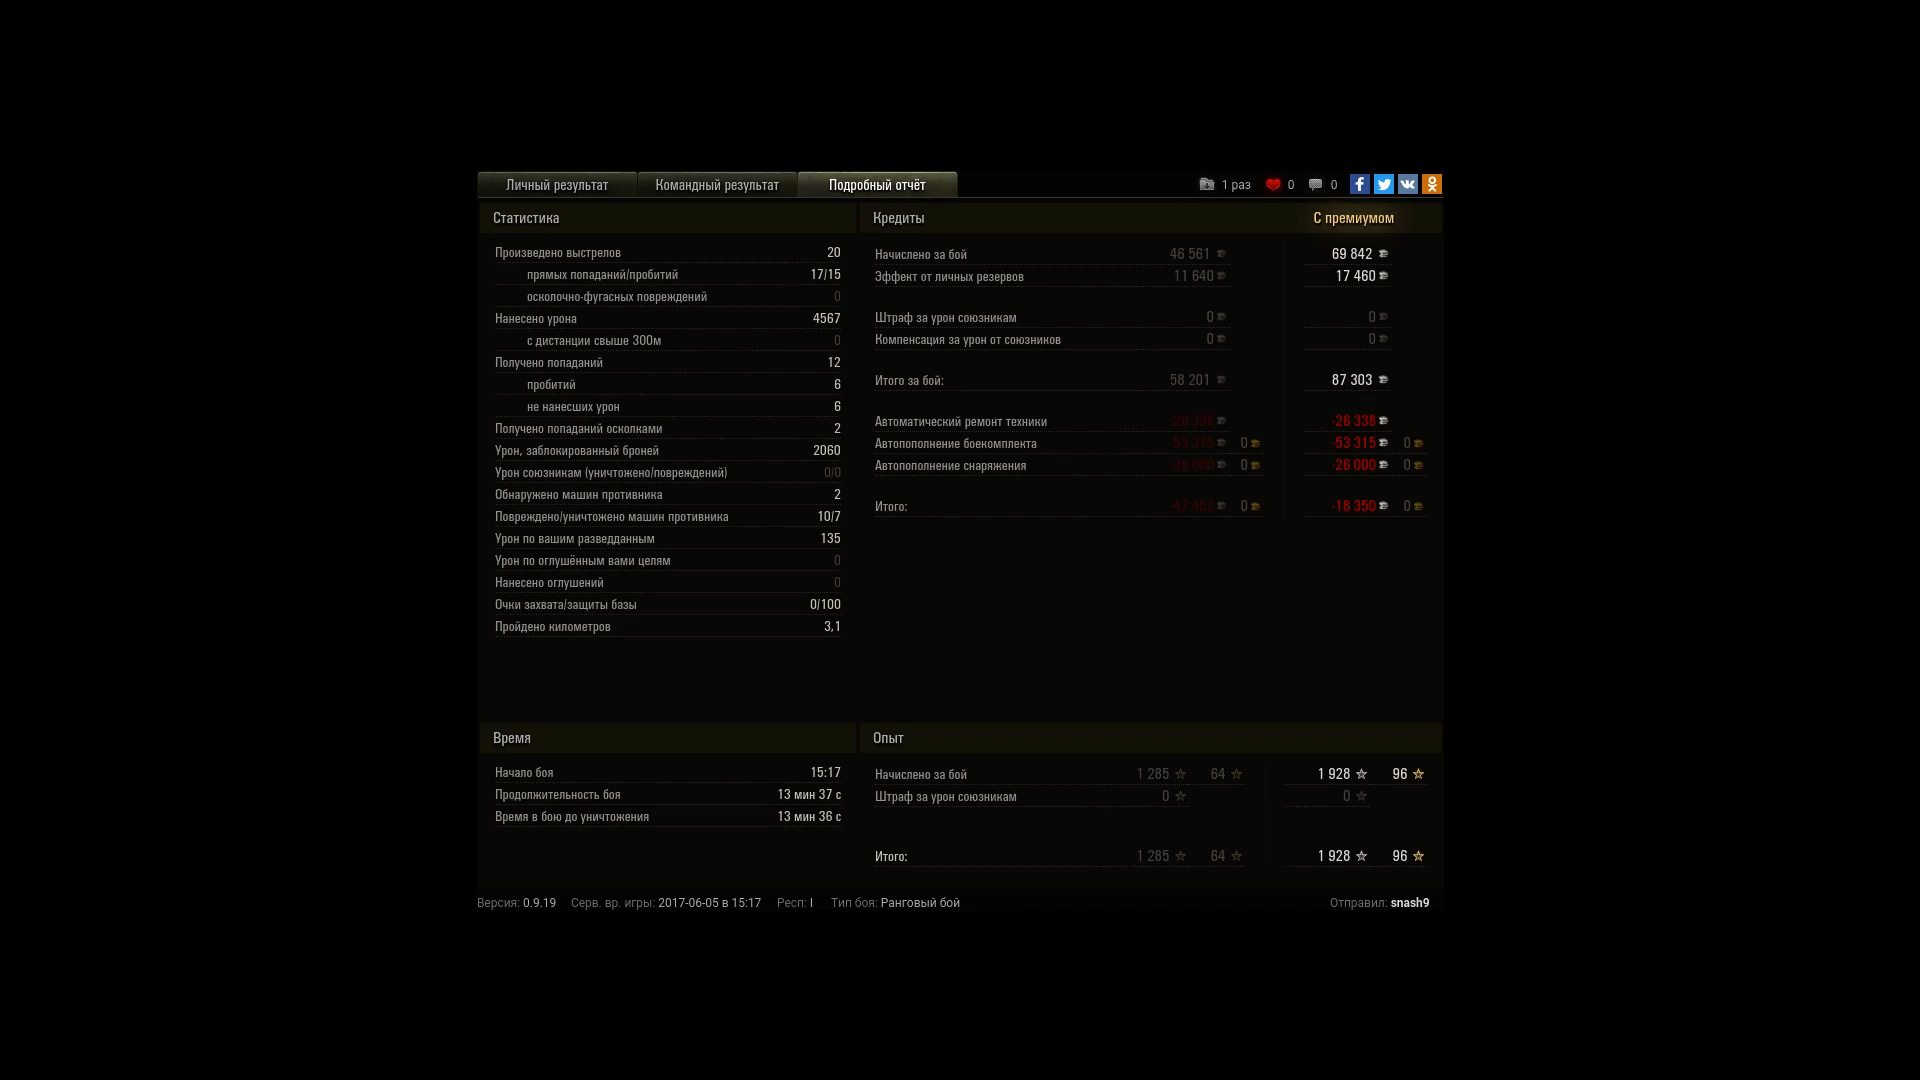 Личный результат Командный результат Подробный отчёт 1 раз 0 0
Статистика
Произведено выстрелов 20
прямых попаданий/пробитий 17/15
осколочно-фугасных повреждений 0
Нанесено урона 4567
с дистанции свыше 300м 0
Получено попаданий 12
пробитий 6
не нанесших урон 6
Получено попаданий осколками 2
Урон, заблокированный броней 2060
Урон союзникам (уничтожено/повреждений) 0/0
Обнаружено машин противника 2
Повреждено/уничтожено машин противника 10/7
Урон по вашим разведданным 135
Урон по оглушённым вами целям 0
Нанесено оглушений 0
Очки захвата/защиты базы 0/100
Пройдено километров 3,1
Кредиты С премиумом
Начислено за бой 46 561 69 842
Эффект от личных резервов 11 640 17 460
Штраф за урон союзникам 0 0
Компенсация за урон от союзников 0 0
Итого за бой: 58 201 87 303
Автоматический ремонт техники -26 338 -26 338
Автопополнение боекомплекта -53 315 0 -53 315 0
Автопополнение снаряжения -26 000 0 -26 000 0
Итого: -47 452 0 -18 350 0
Время
Начало боя 15:17
Продолжительность боя 13 мин 37 с
Время в бою до уничтожения 13 мин 36 с
Опыт
Начислено за бой 1 285 64 1 928 96
Штраф за урон союзникам 0 0
Итого: 1 285 64 1 928 96
Версия: 0.9.19 Серв. вр. игры: 2017-06-05 в 15:17 Респ: I Тип боя: Ранговый бой Отправил: snash9